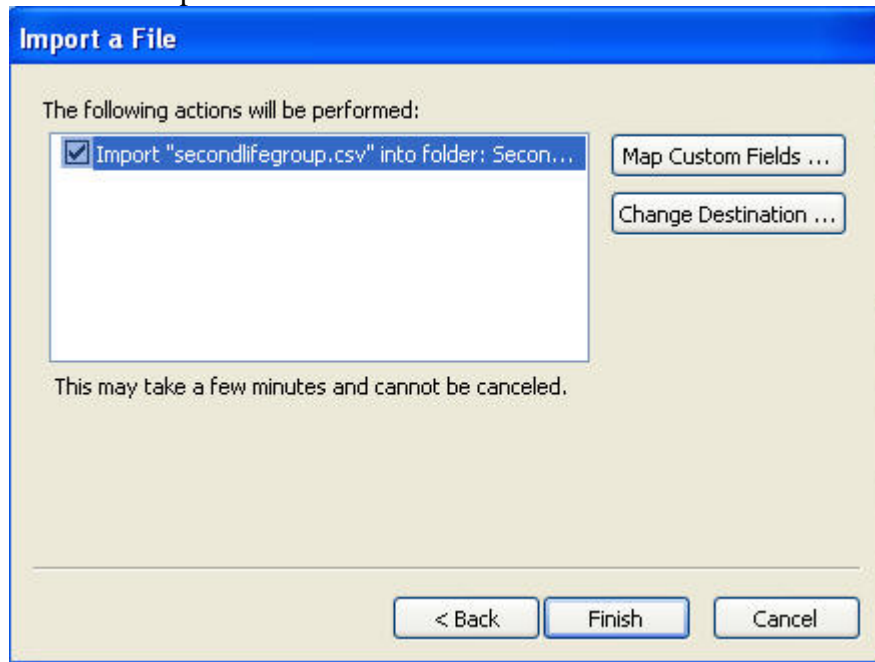 Import a File
The following actions will be performed:
Import "secondlifegroup.csv" into folder: Secon...
Map Custom Fields ...
Change Destination ...
This may take a few minutes and cannot be canceled.
< Back
Finish
Cancel